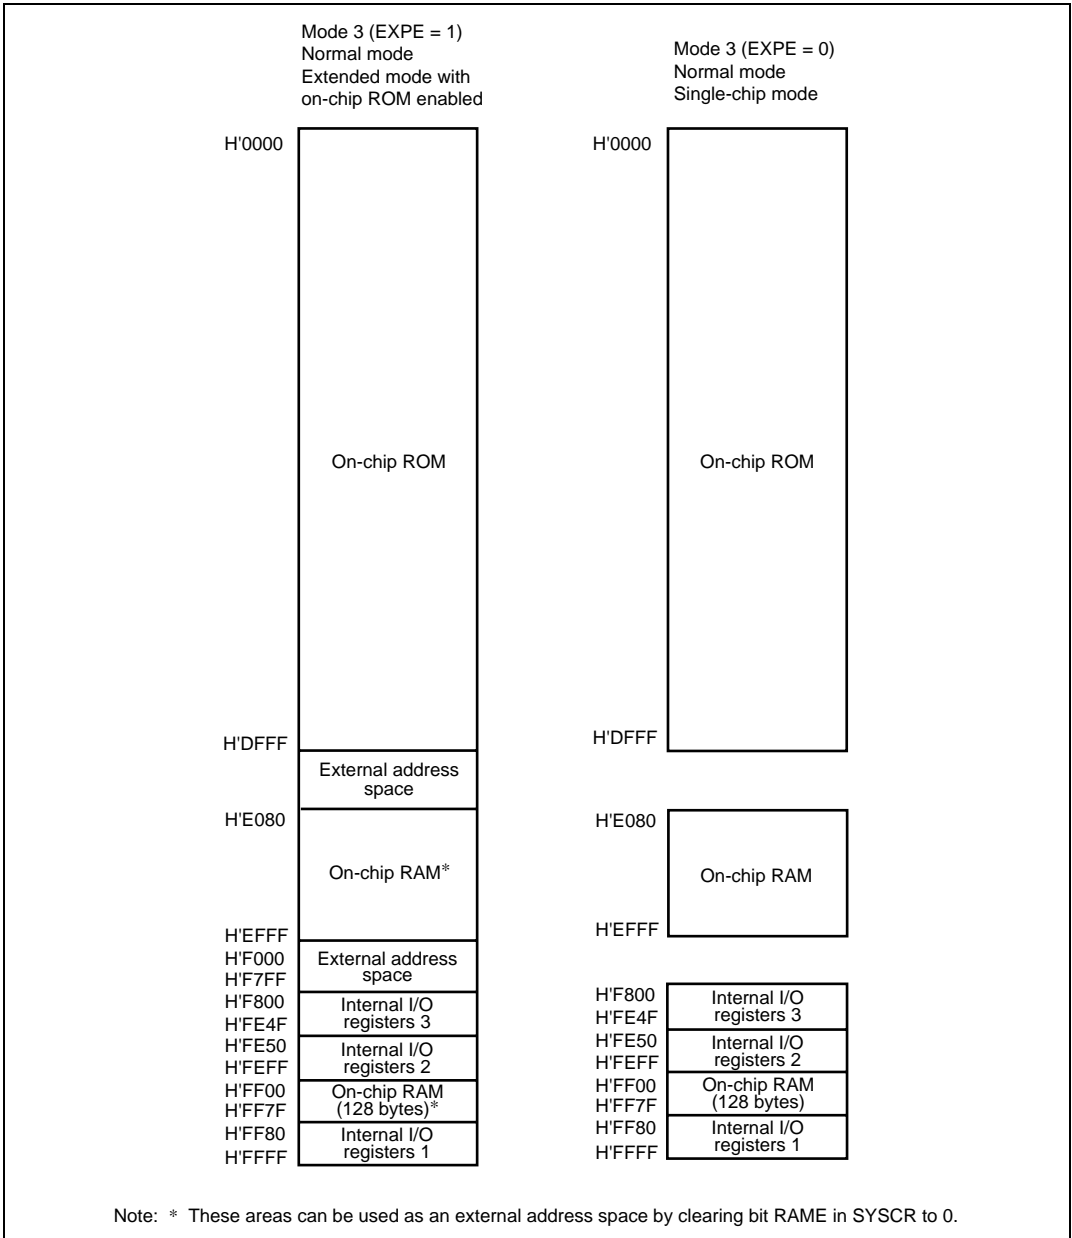 Mode 3 (EXPE = 1)
Normal mode
Extended mode with
on-chip ROM enabled
H'0000
On-chip ROM
H'DFFF
External address
space
H'E080
On-chip RAM*
H'EFFF
H'F000
External address
space
H'F7FF
H'F800
Internal I/O
registers 3
H'FE4F
H'FE50
Internal I/O
registers 2
H'FEFF
H'FF00
On-chip RAM
(128 bytes)*
H'FF7F
H'FF80
Internal I/O
registers 1
H'FFFF
Mode 3 (EXPE = 0)
Normal mode
Single-chip mode
H'0000
On-chip ROM
H'DFFF
H'E080
On-chip RAM
H'EFFF
H'F800
Internal I/O
registers 3
H'FE4F
H'FE50
Internal I/O
registers 2
H'FEFF
H'FF00
On-chip RAM
(128 bytes)
H'FF7F
H'FF80
Internal I/O
registers 1
H'FFFF
Note: * These areas can be used as an external address space by clearing bit RAME in SYSCR to 0.